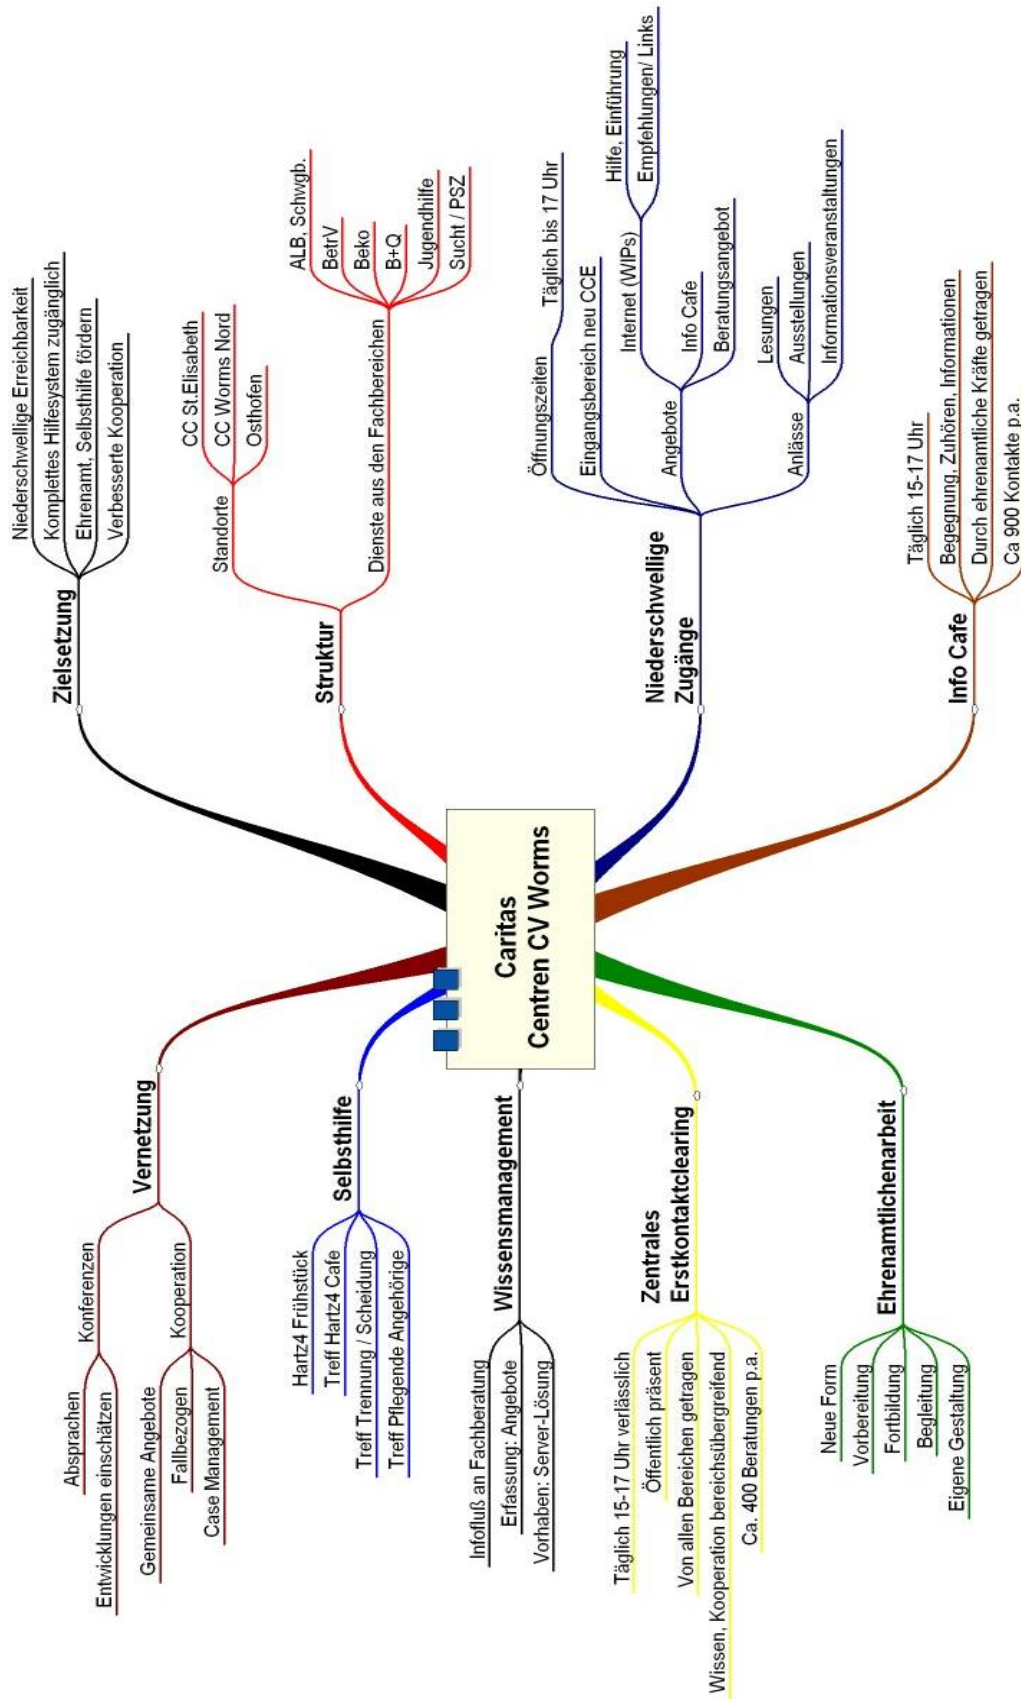 Caritas
Centren CV Worms
Zielsetzung
Niederschwellige Erreichbarkeit
Komplettes Hilfesystem zugänglich
Ehrenamt, Selbsthilfe fördern
Verbesserte Kooperation
Struktur
Standorte
CC St.Elisabeth
CC Worms Nord
Osthofen
Dienste aus den Fachbereichen
ALB, Schwgb.
BetrV
Beko
B+Q
Jugendhilfe
Sucht / PSZ
Niederschwellige
Zugänge
Öffnungszeiten
Täglich bis 17 Uhr
Eingangsbereich neu CCE
Angebote
Internet (WIPs)
Hilfe, Einführung
Empfehlungen/ Links
Info Cafe
Beratungsangebot
Anlässe
Lesungen
Ausstellungen
Informationsveranstaltungen
Info Cafe
Täglich 15-17 Uhr
Begegnung, Zuhören, Informationen
Durch ehrenamtliche Kräfte getragen
Ca 900 Kontakte p.a.
Vernetzung
Konferenzen
Absprachen
Entwicklungen einschätzen
Kooperation
Gemeinsame Angebote
Fallbezogen
Case Management
Selbsthilfe
Hartz4 Frühstück
Treff Hartz4 Cafe
Treff Trennung / Scheidung
Treff Pflegende Angehörige
Wissensmanagement
Infofluß an Fachberatung
Erfassung: Angebote
Vorhaben: Server-Lösung
Zentrales
Erstkontaktclearing
Täglich 15-17 Uhr verlässlich
Öffentlich präsent
Von allen Bereichen getragen
Wissen, Kooperation bereichsübergreifend
Ca. 400 Beratungen p.a.
Ehrenamtlichenarbeit
Neue Form
Vorbereitung
Fortbildung
Begleitung
Eigene Gestaltung